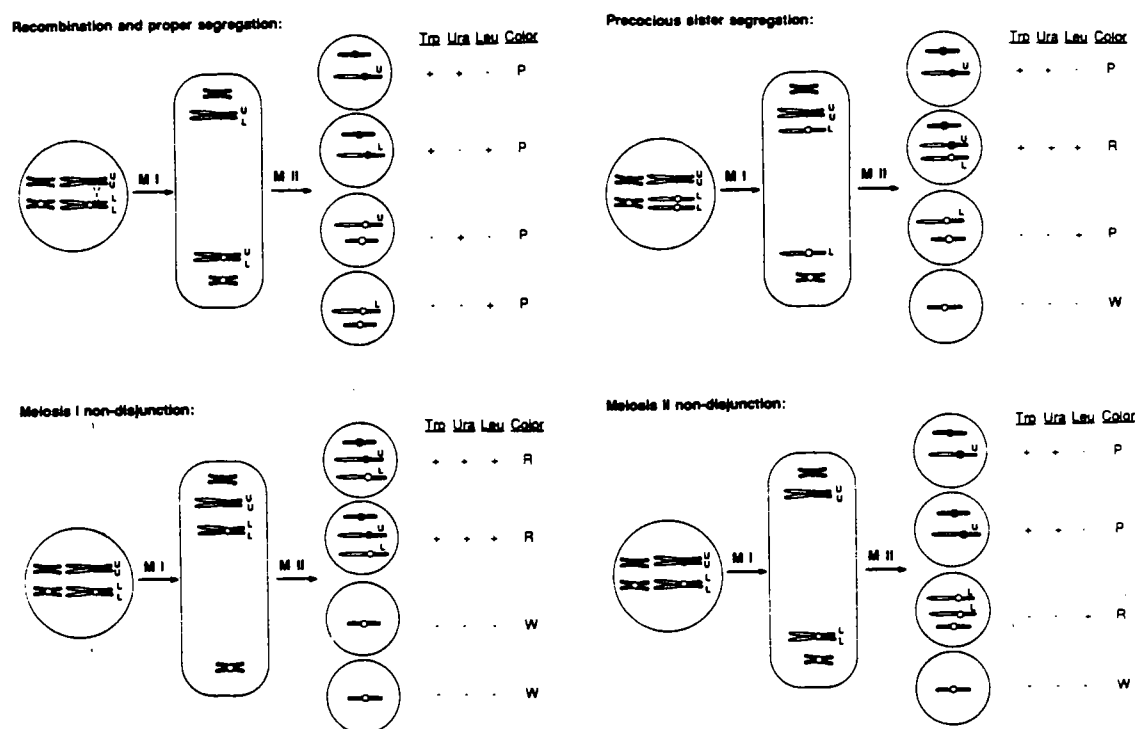 Recombination and proper segregation:
Trp Ura Leu Color
M I
M II
U
U
L
L
U
L
U
L
U + + - P
L + - + P
U - + - P
L - - + P
Precocious sister segregation:
Trp Ura Leu Color
M I
M II
U
U
L
L
U
U
L
L
U + + - P
U
L + + + R
L - - + P
- - - W
Meiosis I non-disjunction:
Trp Ura Leu Color
M I
M II
U
U
L
L
U
U
L
L
U
L + + + R
U
L + + + R
- - - W
- - - W
Meiosis II non-disjunction:
Trp Ura Leu Color
M I
M II
U
U
L
L
U
U
L
L
U + + - P
U + + - P
L
L - - + R
- - - W